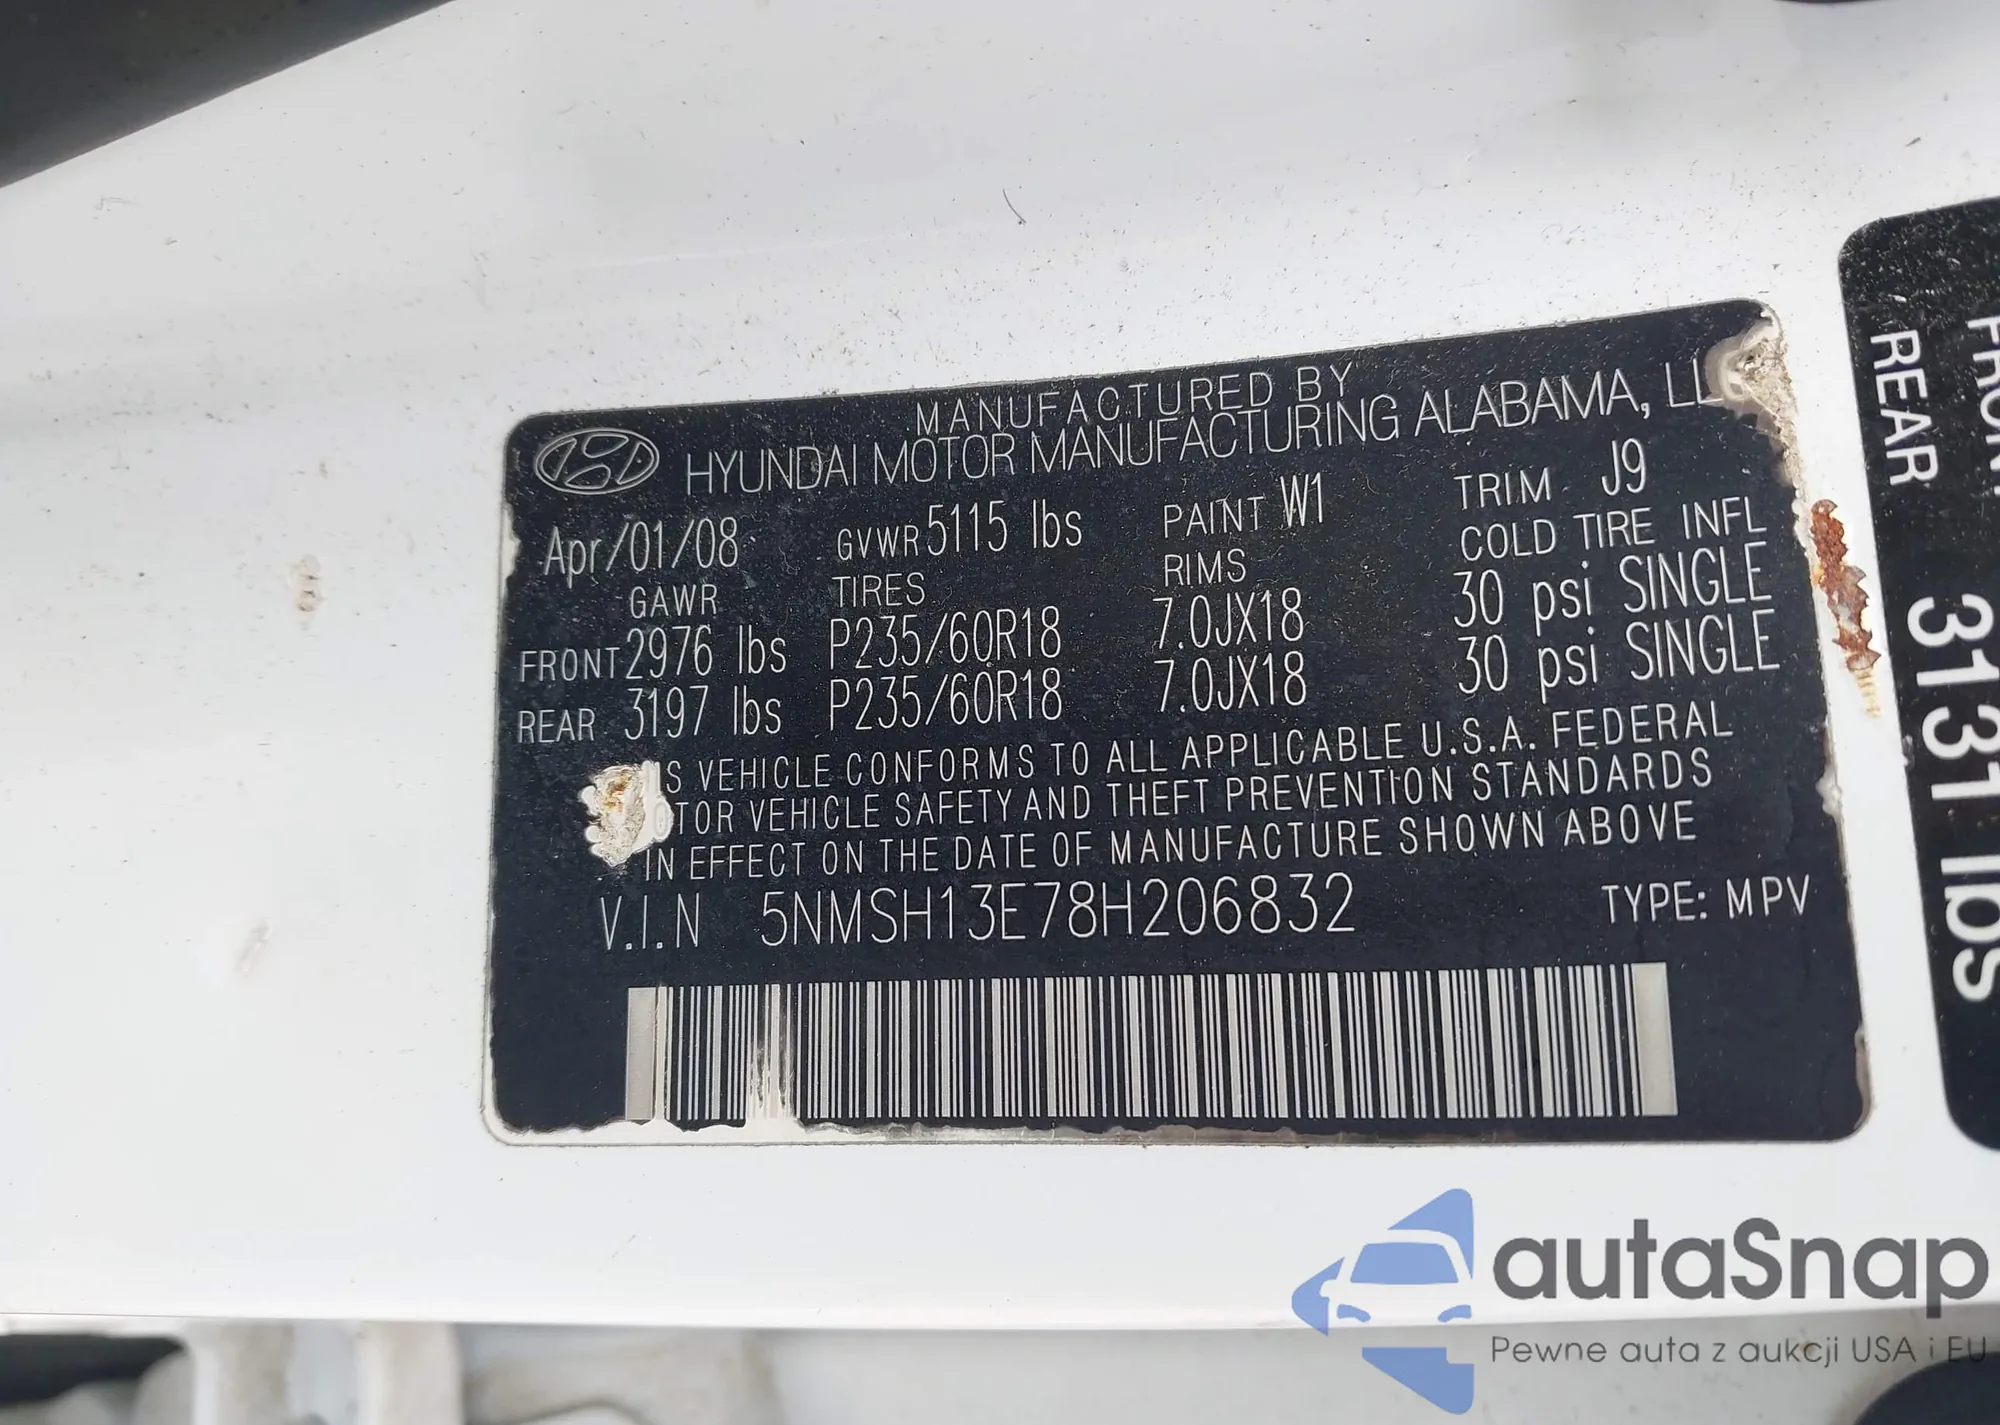 MANUFACTURED BY
HYUNDAI MOTOR MANUFACTURING ALABAMA, LL
Apr/01/08 GVWR 5115 lbs PAINT W1 TRIM J9
GAWR TIRES RIMS COLD TIRE INFL
FRONT 2976 lbs P235/60R18 7.0JX18 30 psi SINGLE
REAR 3197 lbs P235/60R18 7.0JX18 30 psi SINGLE
S VEHICLE CONFORMS TO ALL APPLICABLE U.S.A. FEDERAL
OTOR VEHICLE SAFETY AND THEFT PREVENTION STANDARDS
IN EFFECT ON THE DATE OF MANUFACTURE SHOWN ABOVE
V.I.N 5NMSH13E78H206832 TYPE: MPV
FRONT
REAR 3131 lbs
autaSnap
Pewne auta z aukcji USA i EU